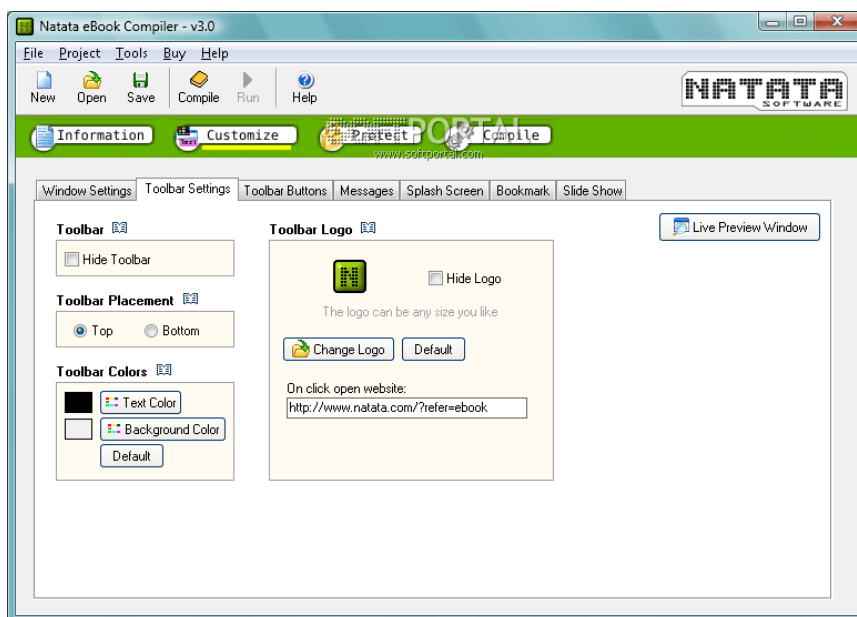 Natata eBook Compiler - v3.0
File Project Tools Buy Help
New Open Save Compile Run Help
NATATA
SOFTWARE
Information Customize Protect Compile
PORTAL
www.softportal.com
Window Settings Toolbar Settings Toolbar Buttons Messages Splash Screen Bookmark Slide Show
Toolbar
Hide Toolbar
Toolbar Placement
Top Bottom
Toolbar Colors
Text Color
Background Color
Default
Toolbar Logo
N
Hide Logo
The logo can be any size you like
Change Logo Default
On click open website:
http://www.natata.com/?refer=ebook
Live Preview Window